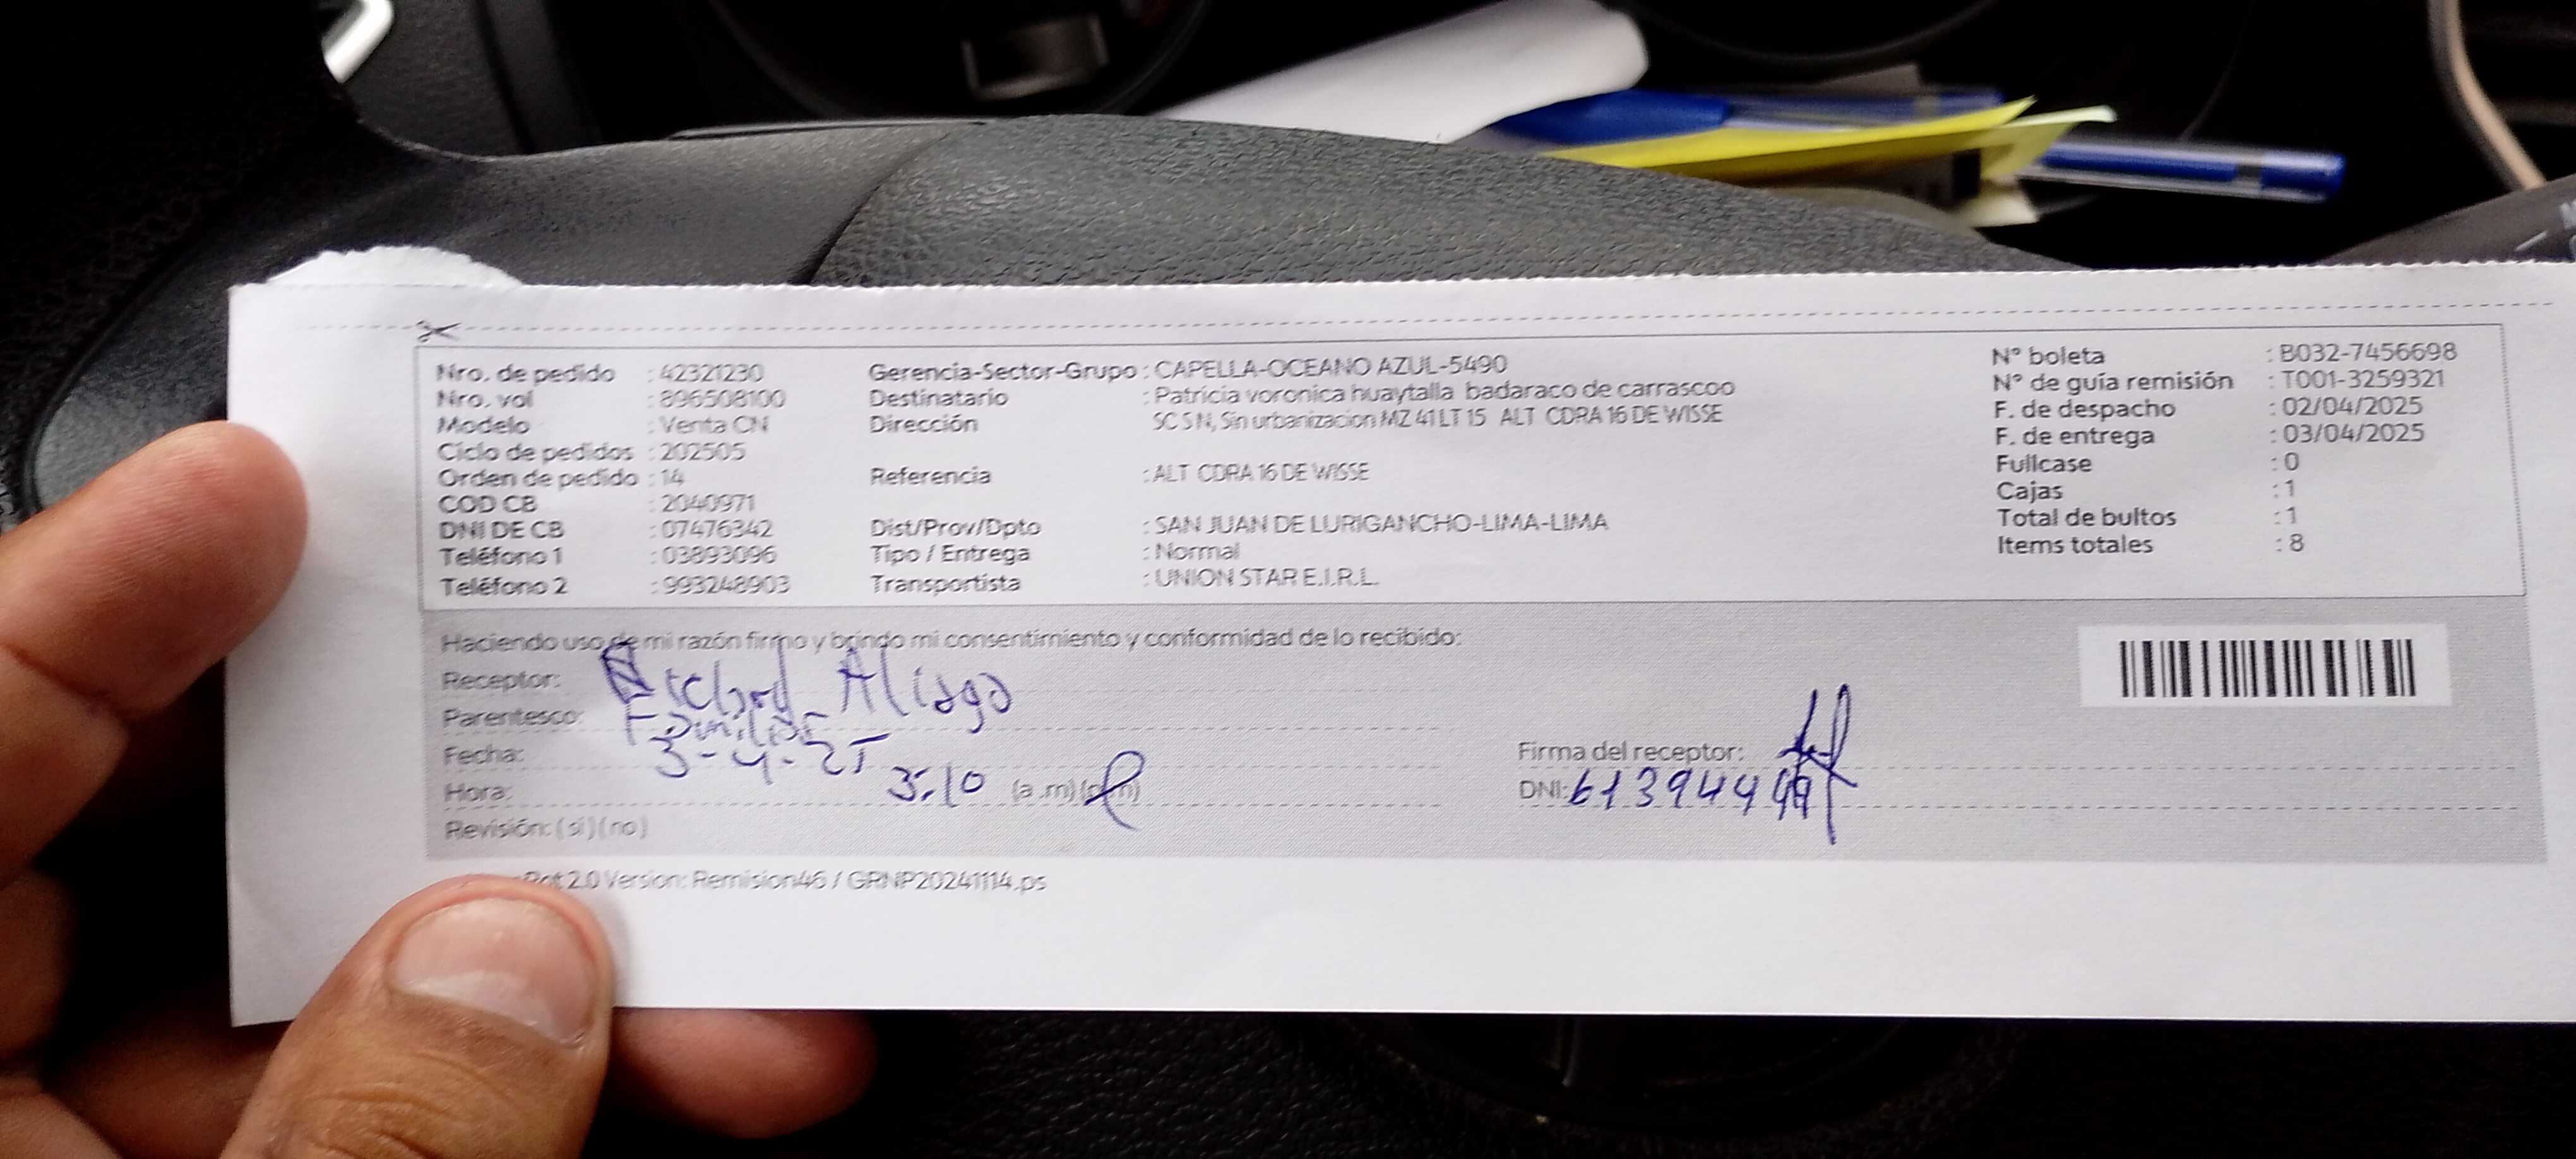 Nro. de pedido : 42321230
Nro. vol : 896508100
Modelo : Venta CN
Ciclo de pedidos : 202505
Orden de pedido : 14
COD CB : 2040971
DNI DE CB : 07476342
Teléfono 1 : 03893096
Teléfono 2 : 993248903
Gerencia-Sector-Grupo : CAPELLA-OCEANO AZUL-5490
Destinatario : Patricia voronica huaytalla badaraco de carrascoo
Dirección SC S N, Sin urbanizacion MZ 41 LT 15 ALT CDRA 16 DE WISSE
Referencia : ALT CDRA 16 DE WISSE
Dist/Prov/Dpto : SAN JUAN DE LURIGANCHO-LIMA-LIMA
Tipo / Entrega : Normal
Transportista : UNION STAR E.I.R.L.
N° boleta : B032-7456698
N° de guía remisión : T001-3259321
F. de despacho : 02/04/2025
F. de entrega : 03/04/2025
Fullcase : 0
Cajas : 1
Total de bultos : 1
Items totales : 8
Haciendo uso de mi razón firmo y brindo mi consentimiento y conformidad de lo recibido:
Receptor: Richard Aliaga
Parentesco: Familiar
Fecha: 3-4-25
Hora: 3:10 (a.m)(p.m)
Revisión: (si) (no)
Firma del receptor:
DNI:
2.0 Version: Remision46 / GRNP20241114.ps